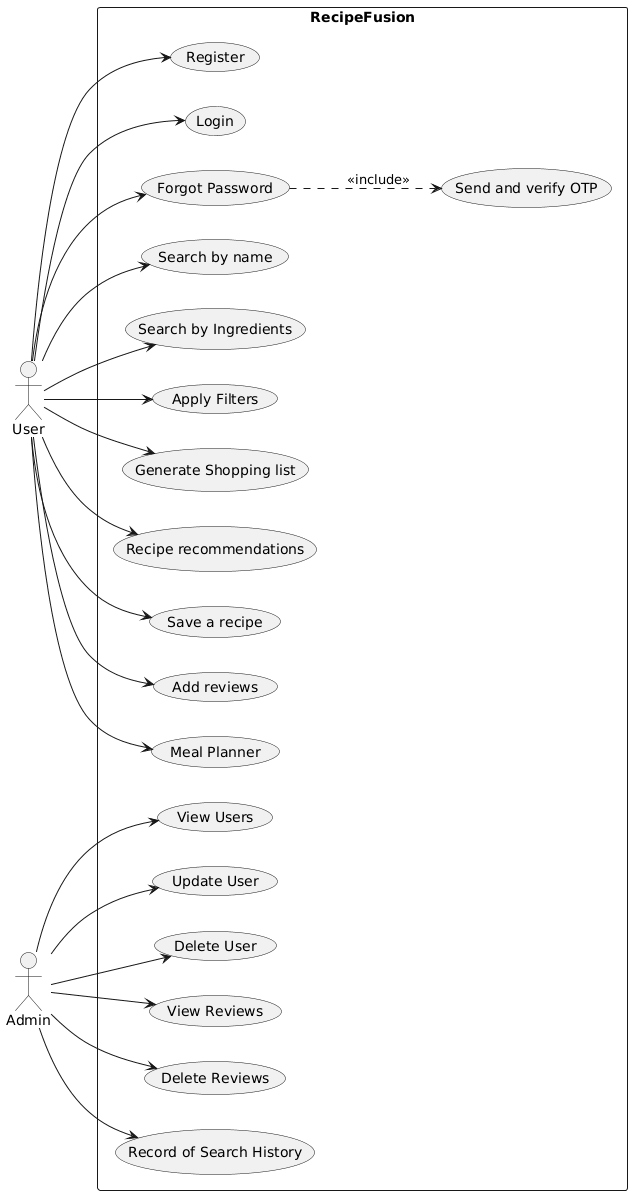 RecipeFusion
Register
Login
Forgot Password
«include»
Send and verify OTP
Search by name
Search by Ingredients
Apply Filters
User
Generate Shopping list
Recipe recommendations
Save a recipe
Add reviews
Meal Planner
View Users
Update User
Delete User
View Reviews
Admin
Delete Reviews
Record of Search History